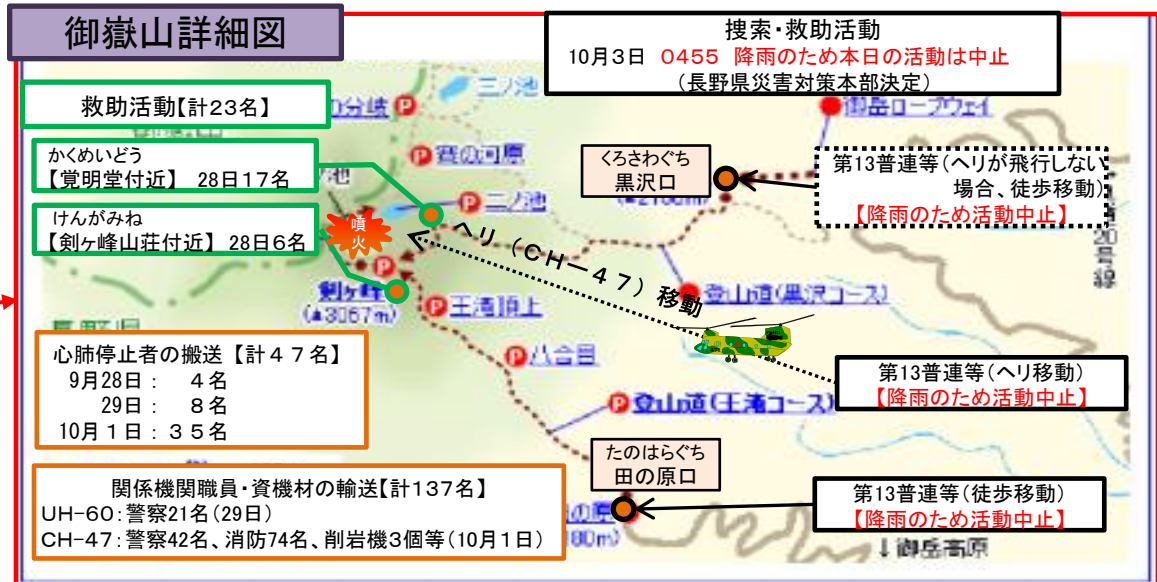 御嶽山詳細図
捜索・救助活動
10月3日 0455 降雨のため本日の活動は中止
(長野県災害対策本部決定)
救助活動【計23名】
かくめいどう
【覚明堂付近】 28日17名
けんがみね
【剣ヶ峰山荘付近】 28日6名
三ノ池
の分岐
賽の河原
二ノ池
ノ池
噴火
剣ヶ峰
(▲3067m)
王滝頂上
八合目
登山道(王滝コース)
登山道(黒沢コース)
御岳ロープウェイ
くろさわぐち
黒沢口
ヘリ(CH-47)移動
第13普連等(ヘリが飛行しない
場合、徒歩移動)
【降雨のため活動中止】
20号線
第13普連等(ヘリ移動)
【降雨のため活動中止】
心肺停止者の搬送【計47名】
9月28日: 4名
29日: 8名
10月1日:35名
たのはらぐち
田の原口
第13普連等(徒歩移動)
【降雨のため活動中止】
関係機関職員・資機材の輸送【計137名】
UH-60:警察21名(29日)
CH-47:警察42名、消防74名、削岩機3個等(10月1日)
の原
180m)
↓御岳高原